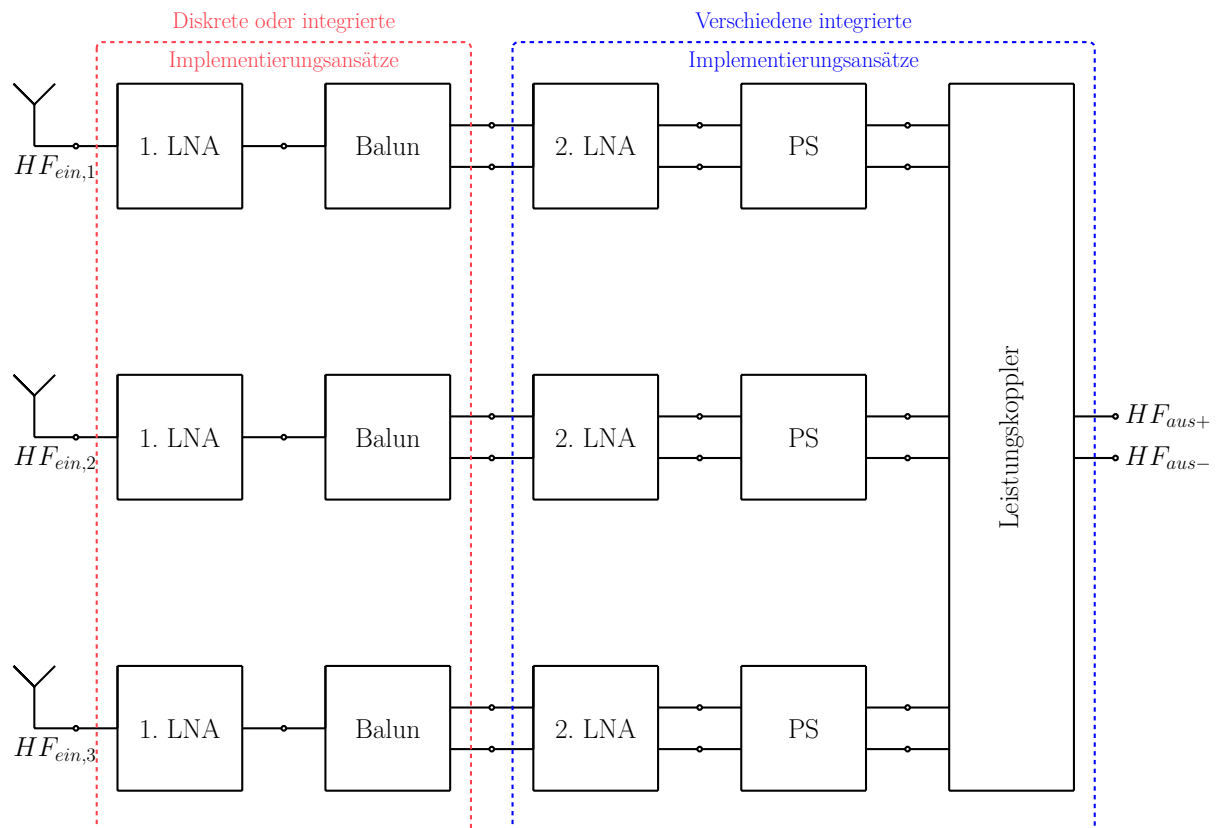 Diskrete oder integrierte
Implementierungsansätze
Verschiedene integrierte
Implementierungsansätze
HF_{ein,1}
1. LNA
Balun
2. LNA
PS
HF_{ein,2}
1. LNA
Balun
2. LNA
PS
Leistungskoppler
HF_{aus+}
HF_{aus-}
HF_{ein,3}
1. LNA
Balun
2. LNA
PS